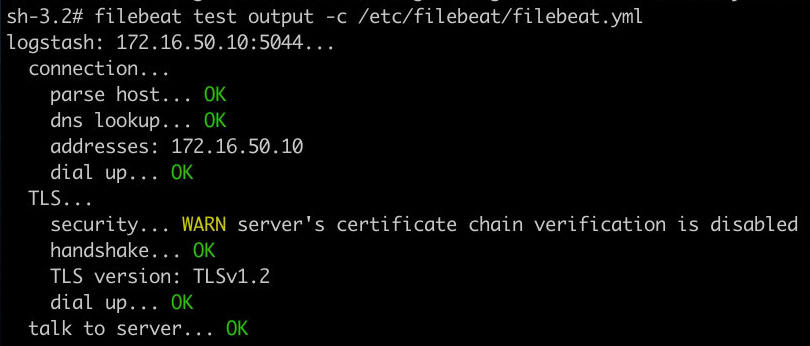 sh-3.2# filebeat test output -c /etc/filebeat/filebeat.yml
logstash: 172.16.50.10:5044...
  connection...
    parse host... OK
    dns lookup... OK
    addresses: 172.16.50.10
    dial up... OK
  TLS...
    security... WARN server's certificate chain verification is disabled
    handshake... OK
    TLS version: TLSv1.2
    dial up... OK
  talk to server... OK